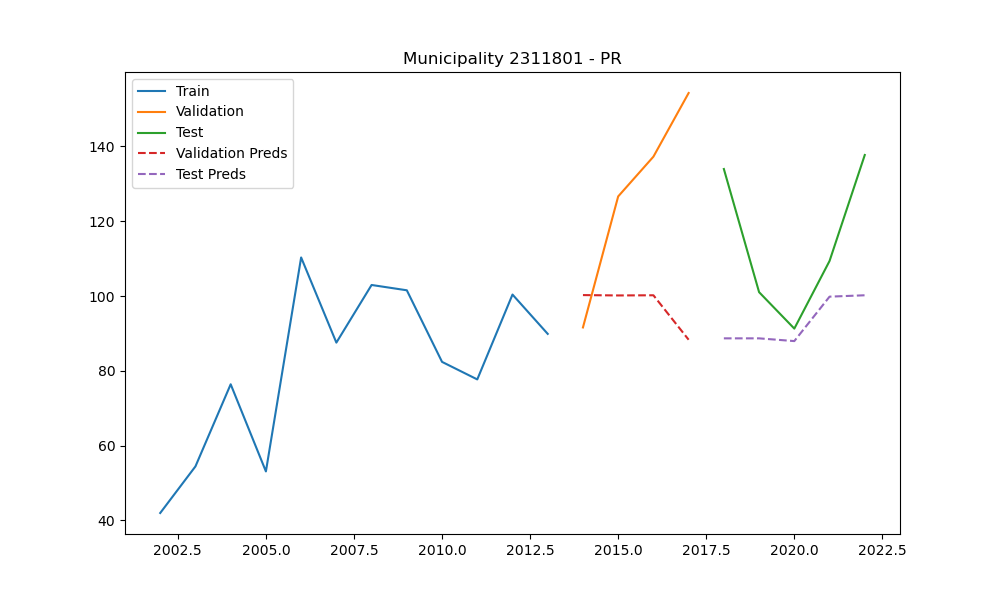 Municipality 2311801 - PR
Train
Validation
Test
Validation Preds
Test Preds
140
120
100
80
60
40
2002.5 2005.0 2007.5 2010.0 2012.5 2015.0 2017.5 2020.0 2022.5